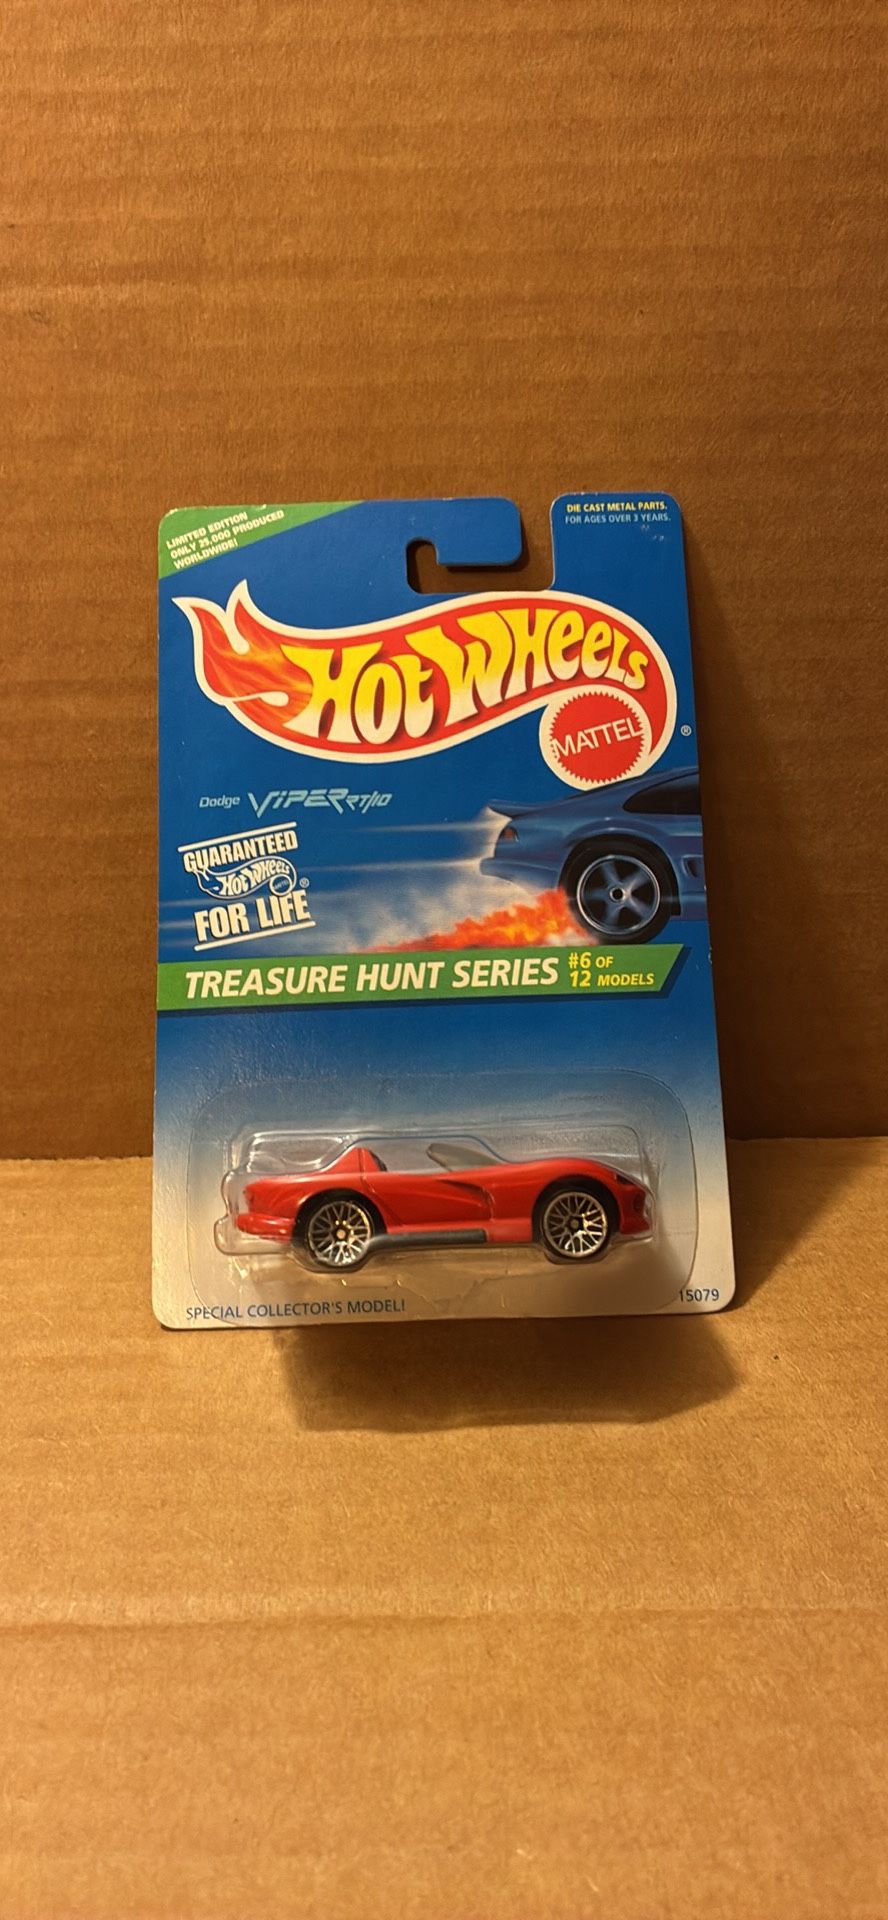 LIMITED EDITION
ONLY 25,000 PRODUCED
WORLDWIDE!
DIE CAST METAL PARTS.
FOR AGES OVER 3 YEARS.
HOT WHEELS
MATTEL
®
Dodge VIPER RT/10
GUARANTEED
HOT WHEELS
MATTEL
®
FOR LIFE
TREASURE HUNT SERIES #6 OF
12 MODELS
SPECIAL COLLECTOR'S MODEL!
15079